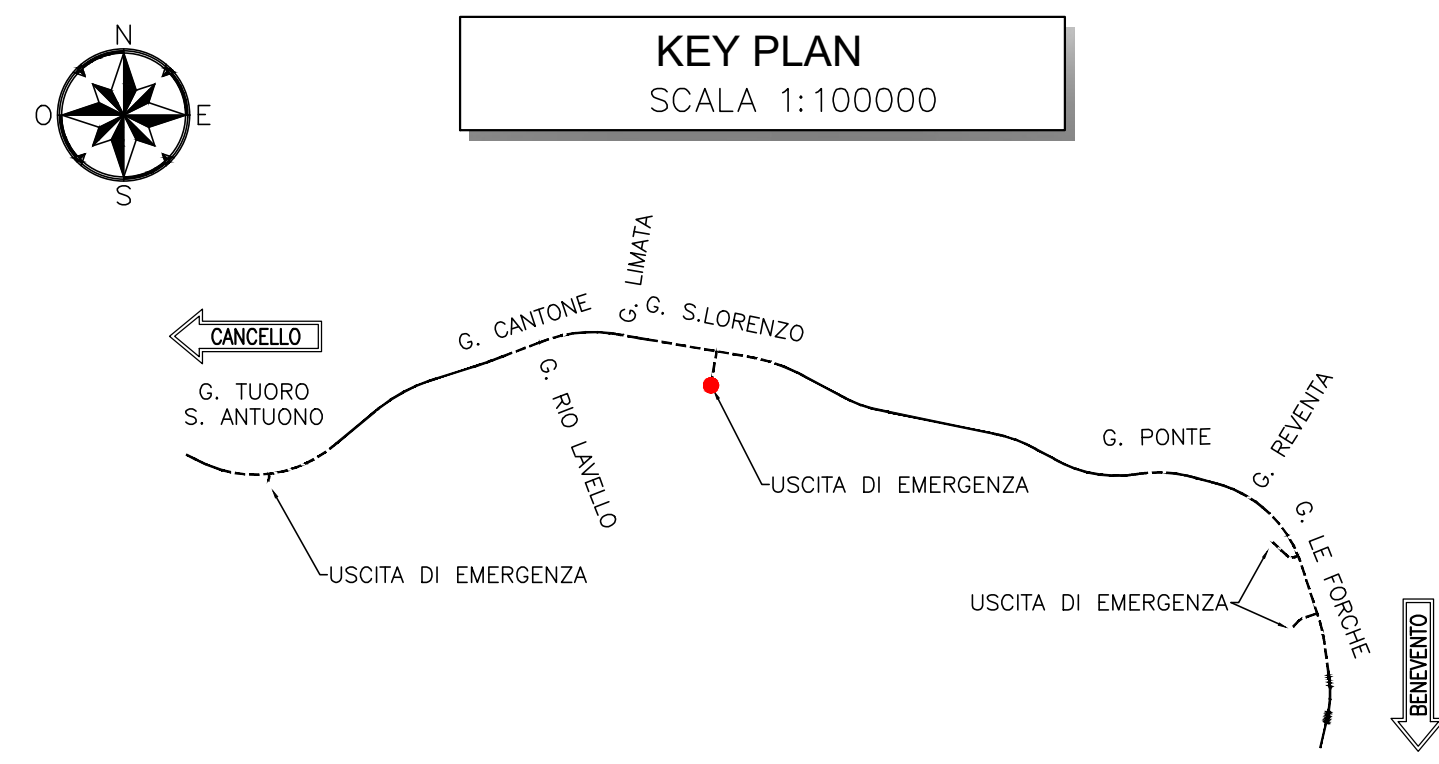 N
O
E
S
KEY PLAN
SCALA 1:100000
CANCELLO
G. TUORO
S. ANTUONO
G. CANTONE
G. LIMATA
G. S.LORENZO
G. RIO LAVELLO
USCITA DI EMERGENZA
USCITA DI EMERGENZA
G. PONTE
G. REVENTA
G. LE FORCHE
USCITA DI EMERGENZA
BENEVENTO